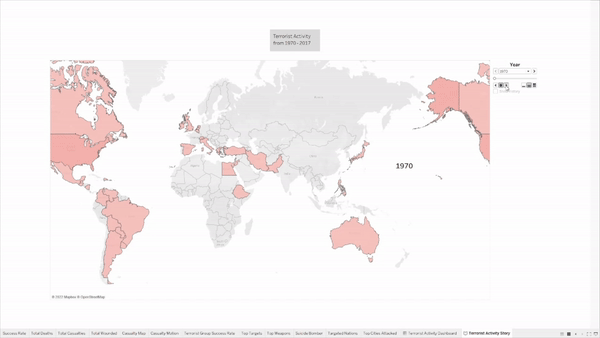 Terrorist Activity
from 1970 - 2017
Year
1970
1970
© 2022 Mapbox © OpenStreetMap
Success Rate Total Deaths Total Casualties Total Wounded Casualty Map Casualty Motion Terrorist Group Success Rate Top Targets Top Weapons Suicide Bomber Targeted Nations Top Cities Attacked Terrorist Activity Dashboard Terrorist Activity Story